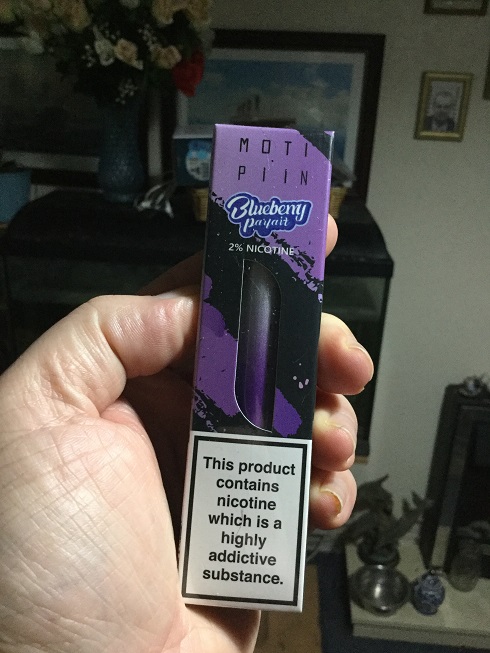 MOTI
PIIN
Blueberry
Parfait
2% NICOTINE
This product
contains
nicotine
which is a
highly
addictive
substance.